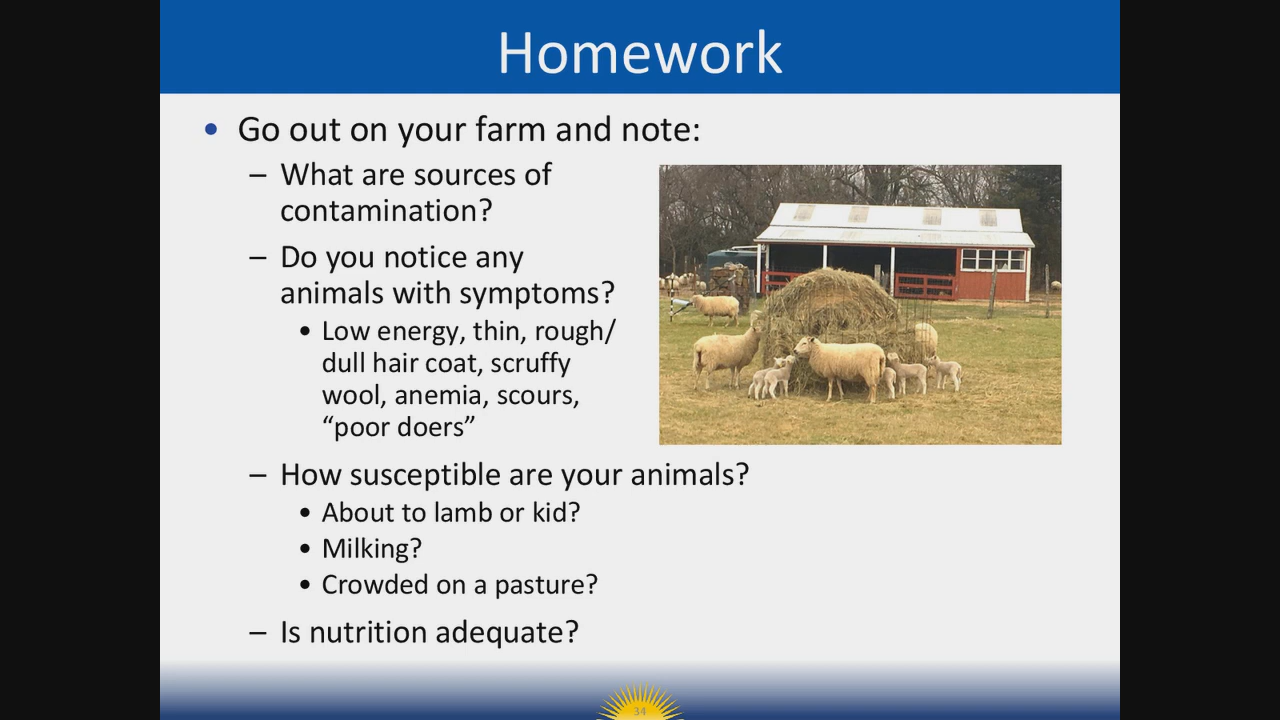 Homework
• Go out on your farm and note:
– What are sources of
contamination?
– Do you notice any
animals with symptoms?
• Low energy, thin, rough/
dull hair coat, scruffy
wool, anemia, scours,
“poor doers”
– How susceptible are your animals?
• About to lamb or kid?
• Milking?
• Crowded on a pasture?
– Is nutrition adequate?
34